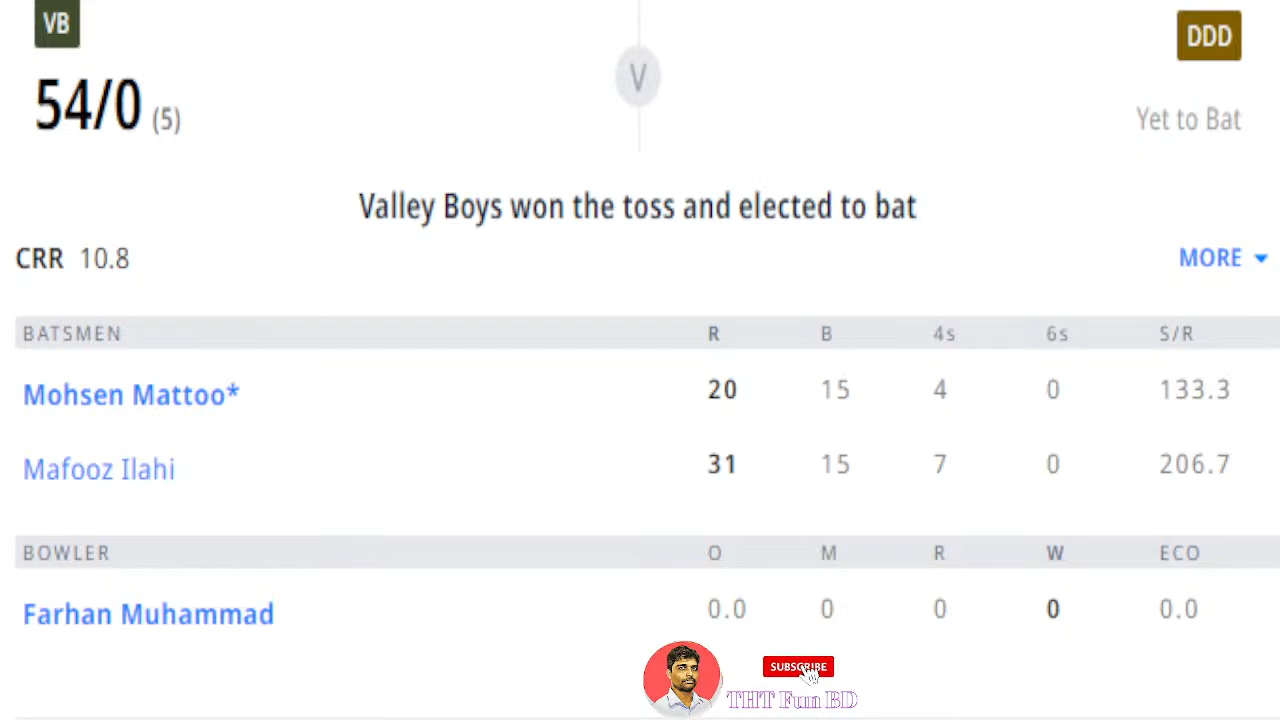 VB
DDD
V
54/0 (5)
Yet to Bat
Valley Boys won the toss and elected to bat
CRR 10.8
MORE
BATSMEN R B 4s 6s S/R
Mohsen Mattoo* 20 15 4 0 133.3
Mafooz Ilahi 31 15 7 0 206.7
BOWLER O M R W ECO
Farhan Muhammad 0.0 0 0 0 0.0
SUBSCRIBE
THT Fun BD